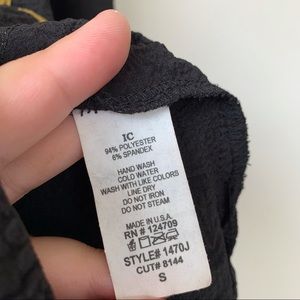 IC
94% POLYESTER
6% SPANDEX
HAND WASH
COLD WATER
WASH WITH LIKE COLORS
LINE DRY
DO NOT IRON
DO NOT STEAM
MADE IN U.S.A.
RN # 124709
STYLE# 1470J
CUT# 8144
S